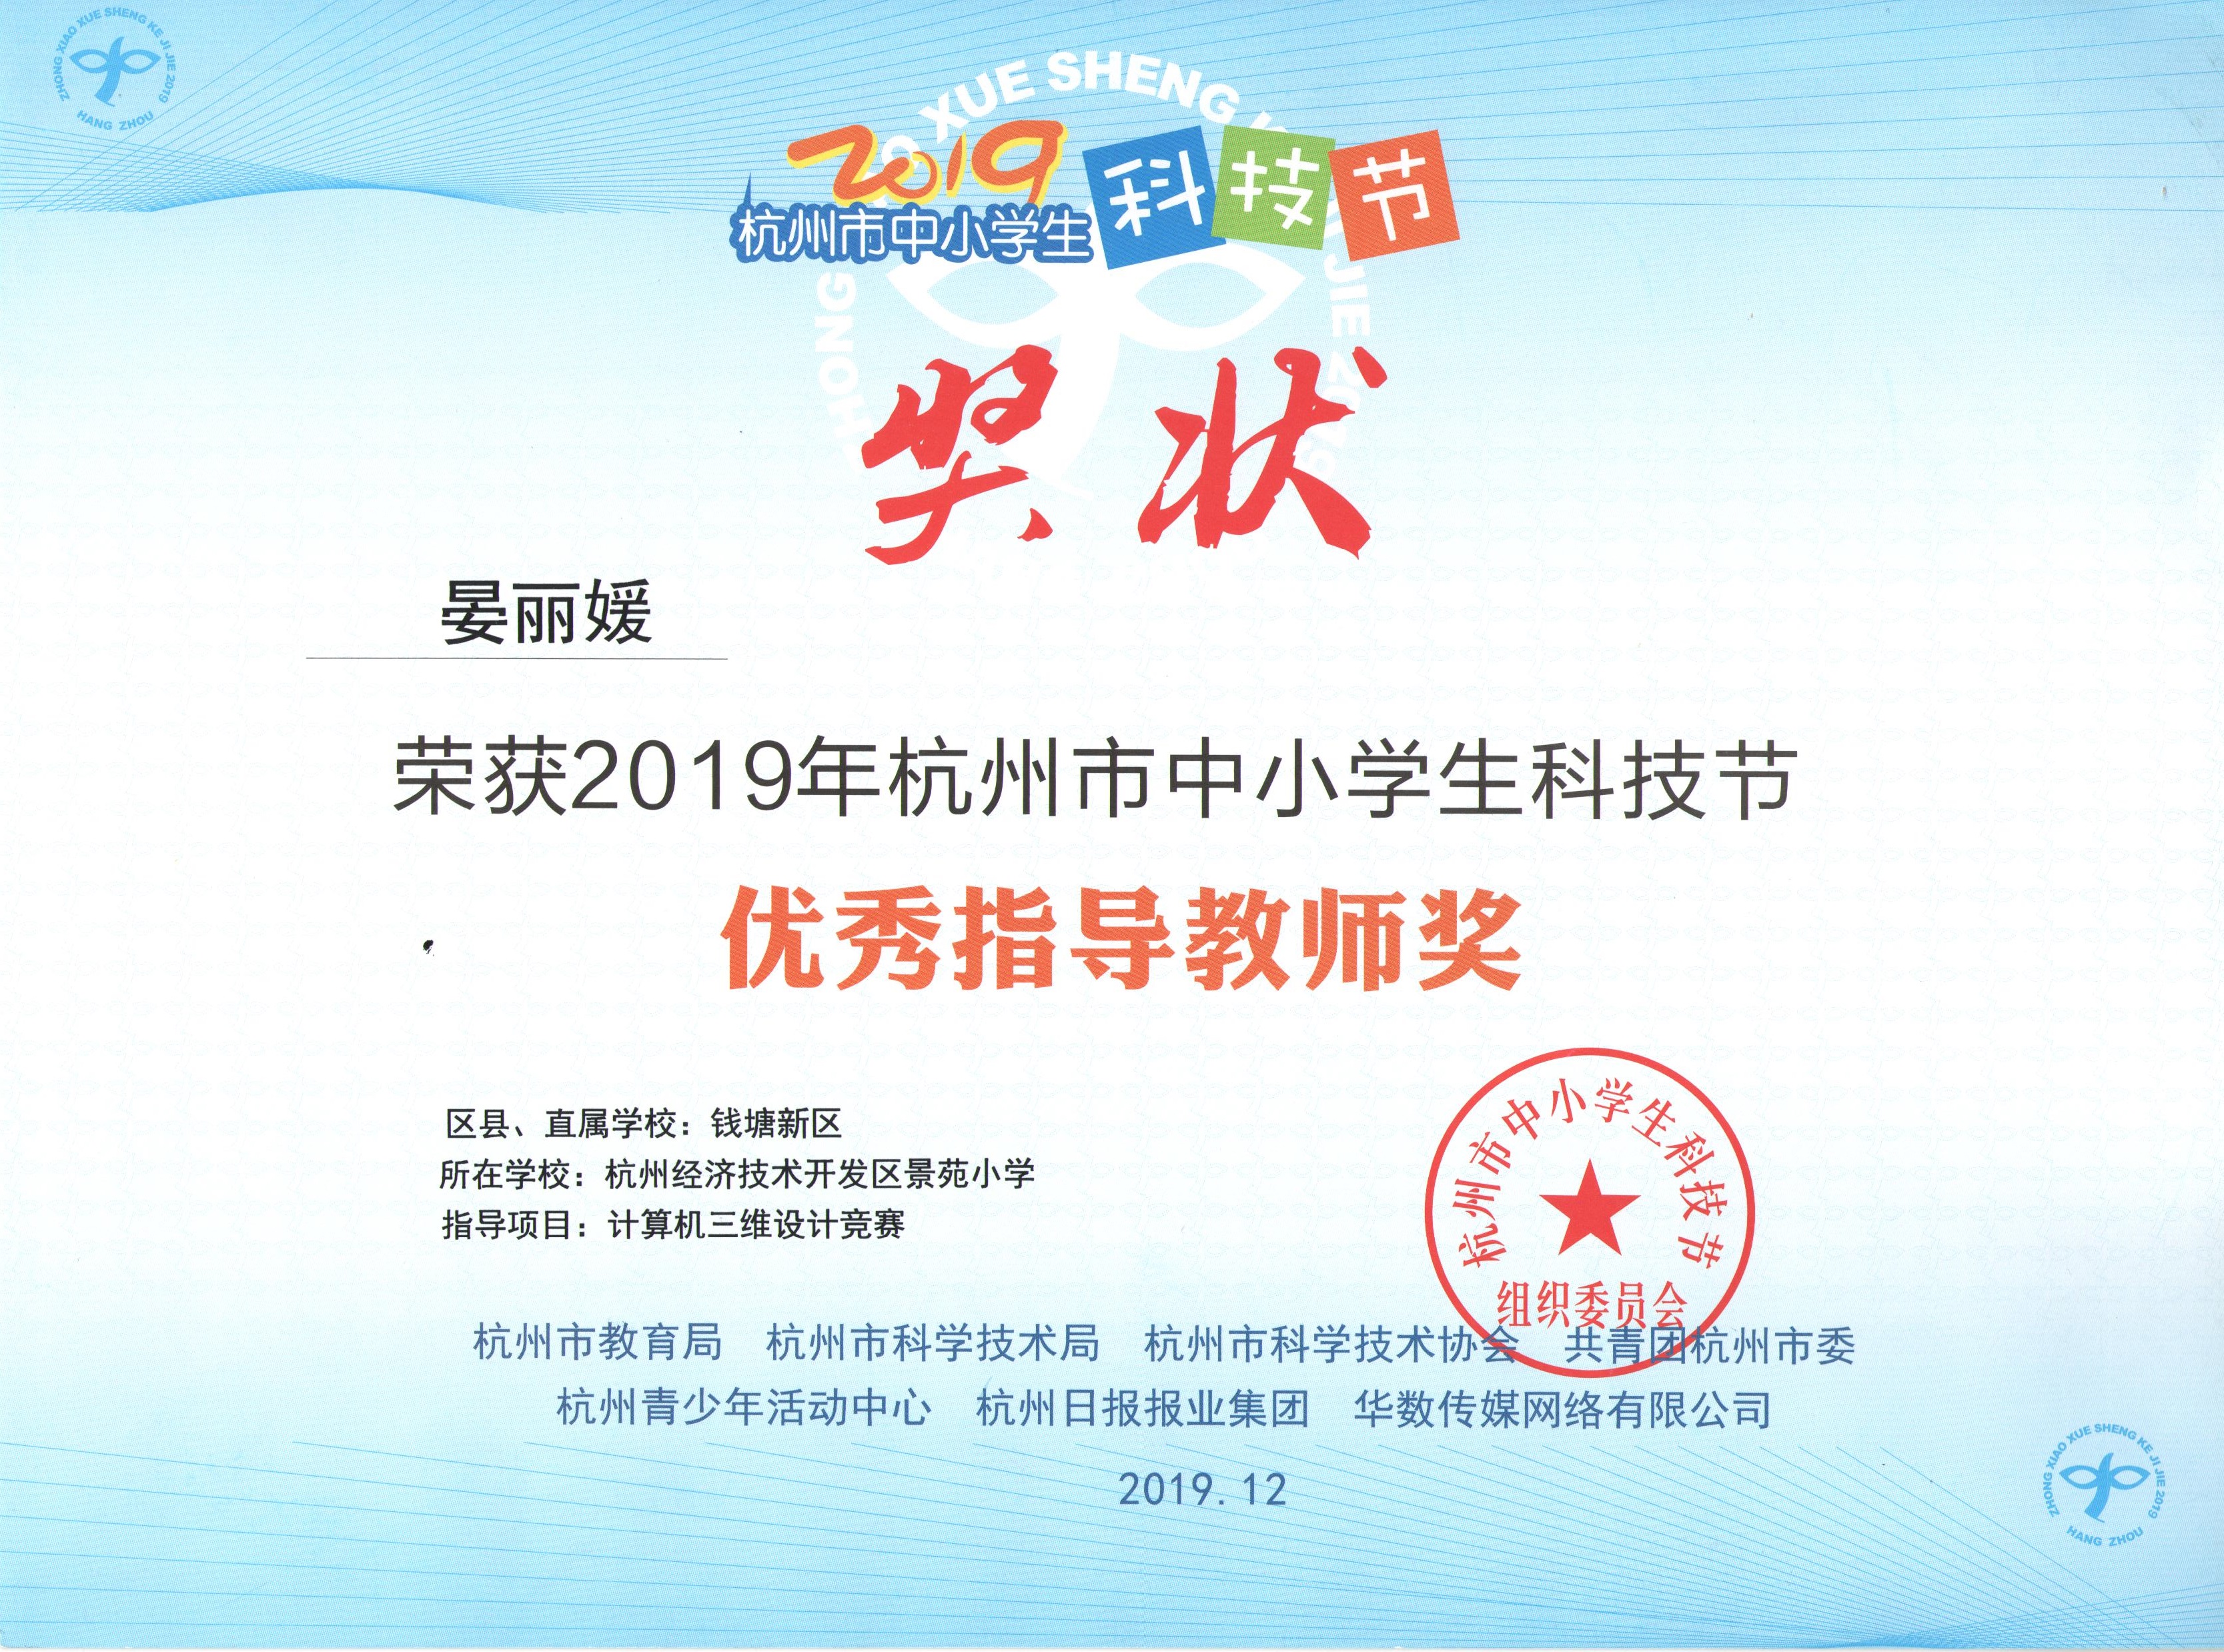 ZHONG XIAO XUE SHENG KE JI JIE 2019
HANG ZHOU
2019
杭州市中小学生科技节
奖状
晏丽媛
荣获2019年杭州市中小学生科技节
优秀指导教师奖
区县、直属学校：钱塘新区
所在学校：杭州经济技术开发区景苑小学
指导项目：计算机三维设计竞赛
杭州市中小学生科技节
组织委员会
杭州市教育局 杭州市科学技术局 杭州市科学技术协会 共青团杭州市委
杭州青少年活动中心 杭州日报报业集团 华数传媒网络有限公司
2019.12
ZHONG XIAO XUE SHENG KE JI JIE 2019
HANG ZHOU